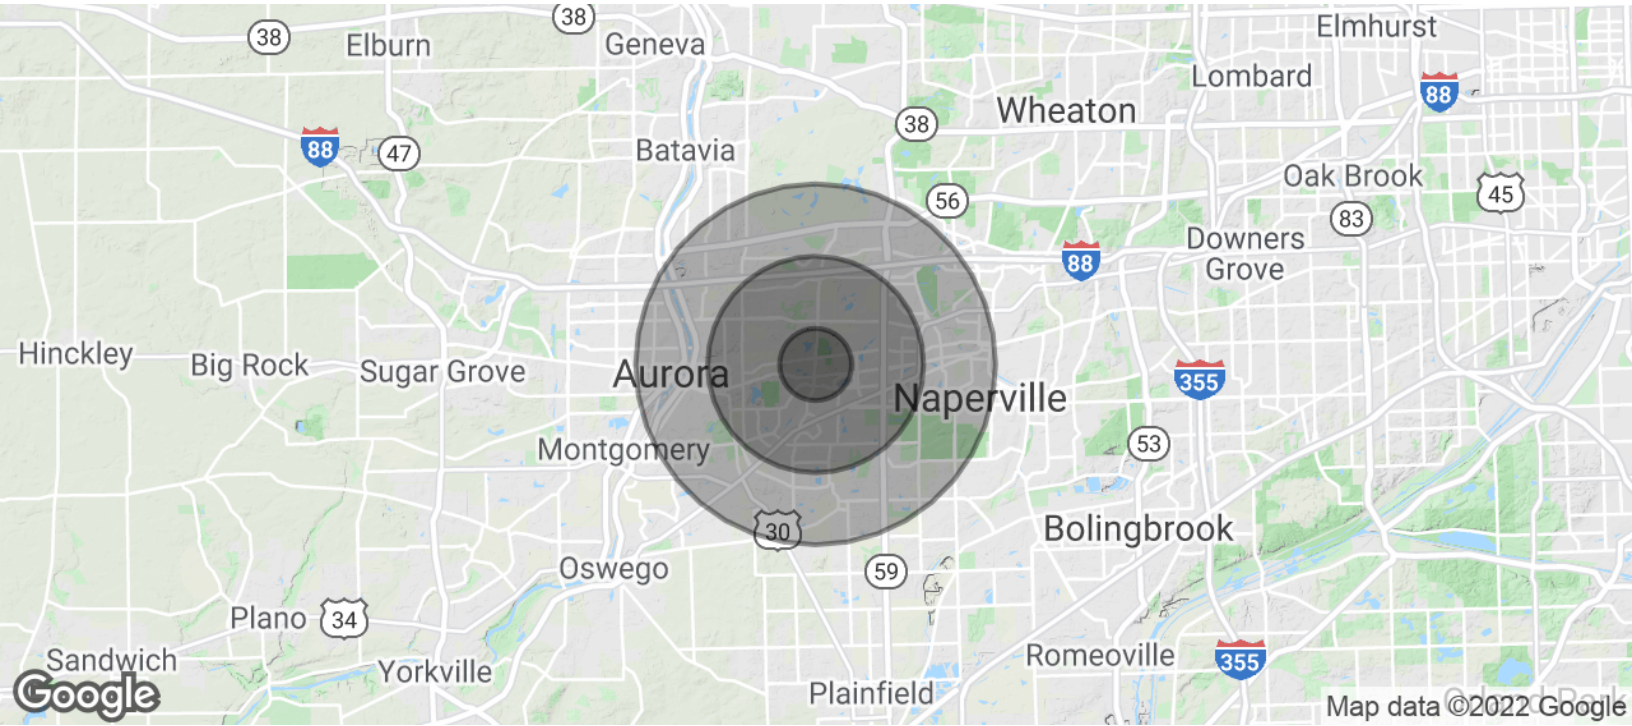 38
38
Elburn
Geneva
Elmhurst
Lombard
88
Wheaton
38
88
47
Batavia
Oak Brook
45
56
83
Downers
Grove
88
Hinckley
Big Rock
Sugar Grove
Aurora
Naperville
355
Montgomery
53
30
Bolingbrook
Oswego
59
Plano
34
Sandwich
Yorkville
Romeoville
355
Plainfield
Google
Map data ©2022 Google